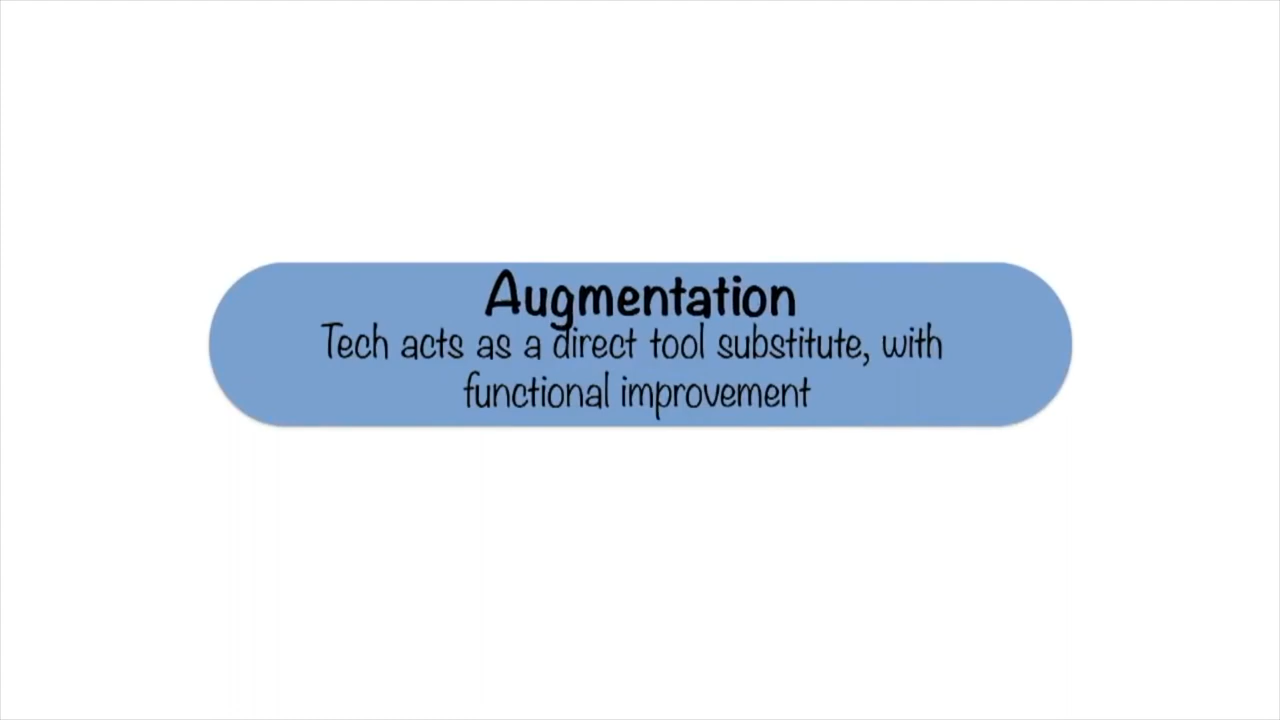 Augmentation
Tech acts as a direct tool substitute, with
functional improvement